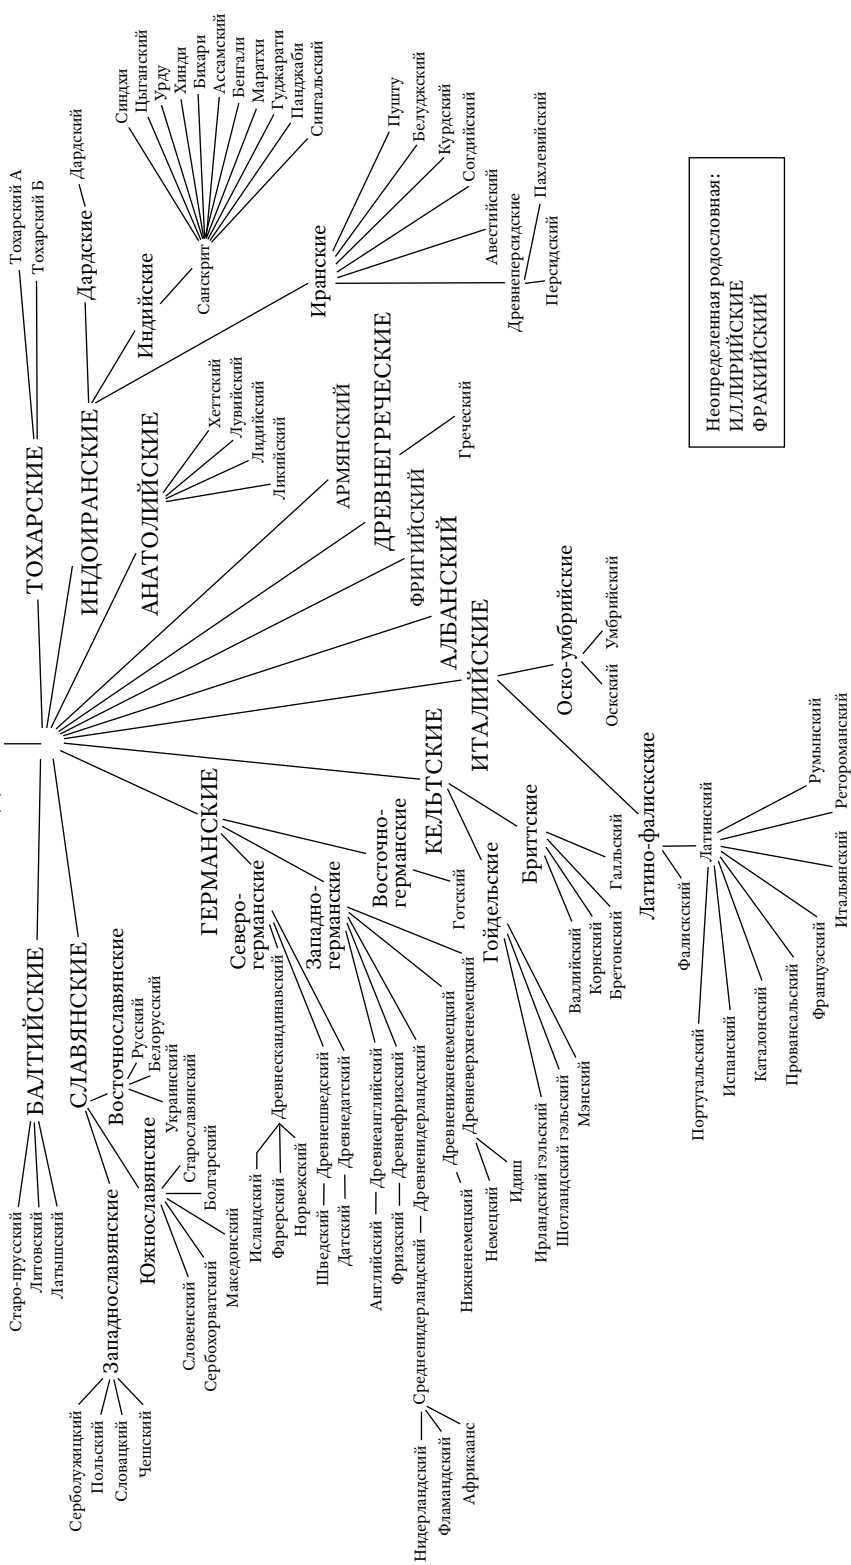 Тохарский А
Тохарский Б
ТОХАРСКИЕ
Дардский
Дардские
Синдхи
Цыганский
Урду
Хинди
Бихари
Ассамский
Бенгали
Маратхи
Гуджарати
Панджаби
Сингальский
Санскрит
Индийские
ИНДОИРАНСКИЕ
Иранские
Пушту
Белуджский
Курдский
Согдийский
Авестийский
Древнеперсидские
Пахлевийский
Персидский
АНАТОЛИЙСКИЕ
Хеттский
Лувийский
Лидийский
Ликийский
АРМЯНСКИЙ
ДРЕВНЕГРЕЧЕСКИЕ
Греческий
ФРИГИЙСКИЙ
АЛБАНСКИЙ
ИТАЛИЙСКИЕ
Оско-умбрийские
Оскский
Умбрийский
Латино-фалискские
Фалискский
Латинский
Португальский
Испанский
Каталонский
Провансальский
Французский
Итальянский
Ретороманский
Румынский
КЕЛЬТСКИЕ
Бриттские
Валлийский
Корнский
Бретонский
Галльский
Гойдельские
Ирландский гэльский
Шотландский гэльский
Мэнский
ГЕРМАНСКИЕ
Восточно-
германские
Готский
Северо-
германские
Древнескандинавский
Исландский
Фарерский
Норвежский
Шведский
Древнешведский
Датский
Древнедатский
Западно-
германские
Английский
Древнеанглийский
Фризский
Древнефризский
Древненидерландский
Средненидерландский
Нидерландский
Фламандский
Африкаанс
Древненижненемецкий
Нижненемецкий
Древневерхненемецкий
Немецкий
Идиш
БАЛТИЙСКИЕ
Старо-прусский
Литовский
Латышский
СЛАВЯНСКИЕ
Восточнославянские
Русский
Белорусский
Украинский
Южнославянские
Старославянский
Болгарский
Македонский
Сербохорватский
Словенский
Западнославянские
Серболужицкий
Польский
Словацкий
Чешский
Неопределенная родословная:
ИЛЛИРИЙСКИЕ
ФРАКИЙСКИЙ